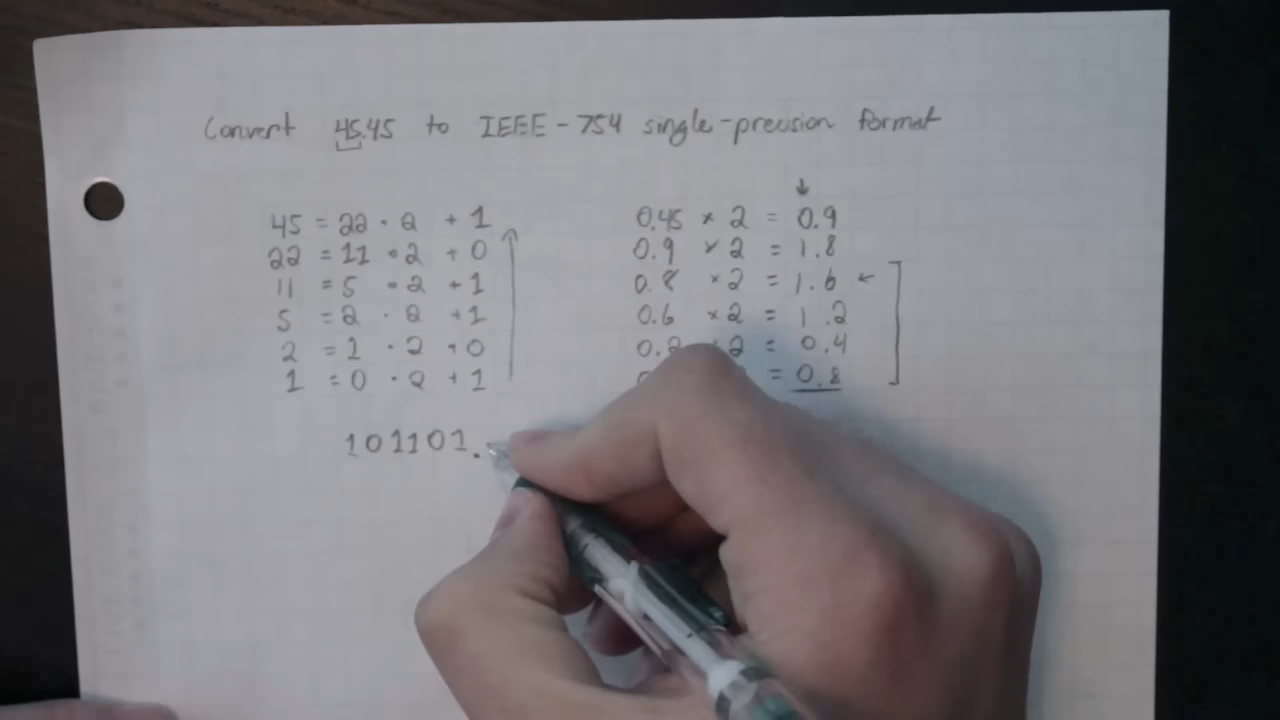 Convert 45.45 to IEEE-754 single-precision format
↓
45 = 22 · 2 + 1
22 = 11 · 2 + 0
11 = 5 · 2 + 1
5 = 2 · 2 + 1
2 = 1 · 2 + 0
1 = 0 · 2 + 1
0.45 × 2 = 0.9
0.9 × 2 = 1.8
0.8 × 2 = 1.6 ←
0.6 × 2 = 1.2
0.2 × 2 = 0.4
= 0.8
101101.